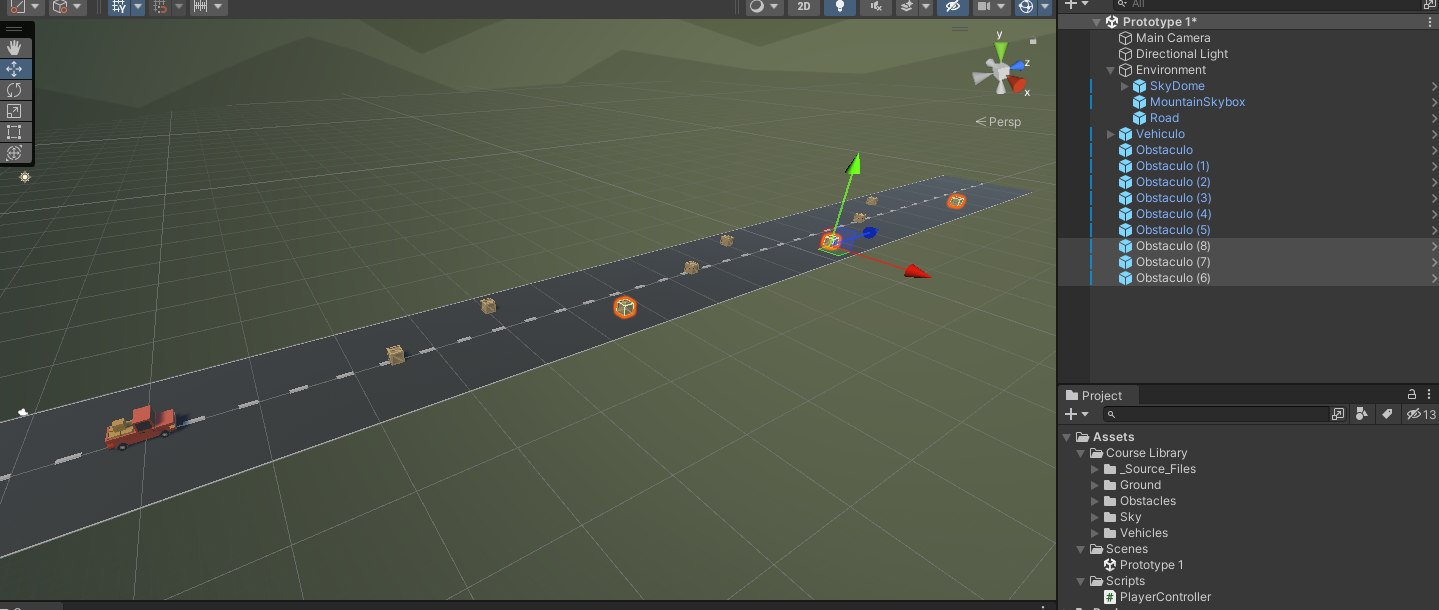 2D
All
Prototype 1*
Main Camera
Directional Light
Environment
SkyDome
MountainSkybox
Road
Vehiculo
Obstaculo
Obstaculo (1)
Obstaculo (2)
Obstaculo (3)
Obstaculo (4)
Obstaculo (5)
Obstaculo (8)
Obstaculo (7)
Obstaculo (6)
y
z
x
Persp
Project
13
Assets
Course Library
_Source_Files
Ground
Obstacles
Sky
Vehicles
Scenes
Prototype 1
Scripts
PlayerController